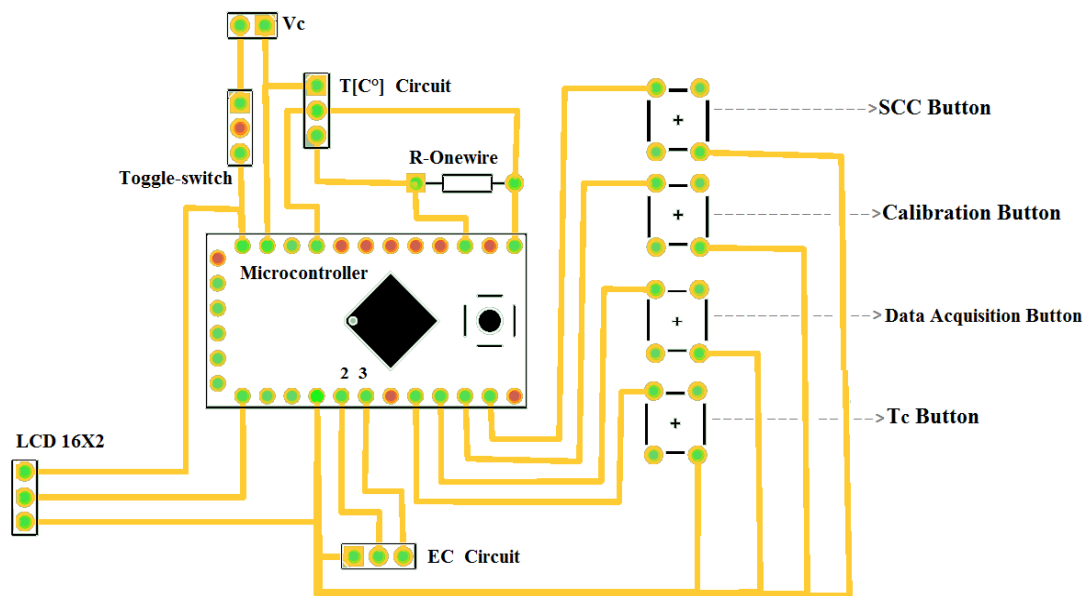 Vc
T[C°] Circuit
SCC Button
R-Onewire
Toggle-switch
Calibration Button
Microcontroller
Data Acquisition Button
2 3
Tc Button
LCD 16X2
EC Circuit